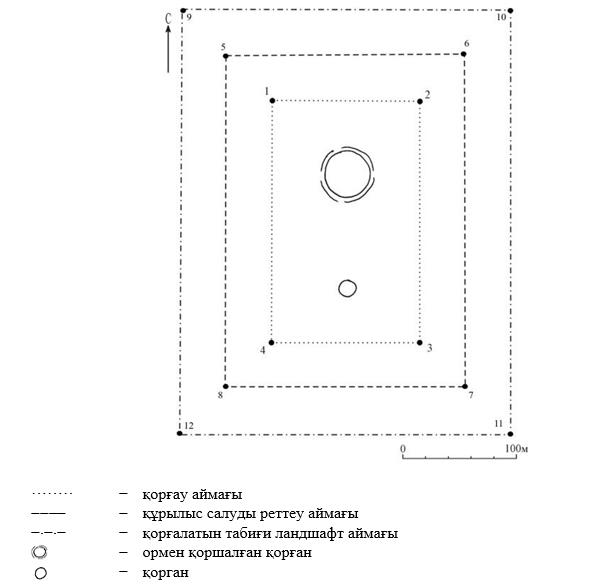 С
9
10
5
6
1
2
4
3
8
7
12
11
0 100м
– қорғау аймағы
– құрылыс салуды реттеу аймағы
– қорғалатын табиғи ландшафт аймағы
– ормен қоршалған қорған
– қорган